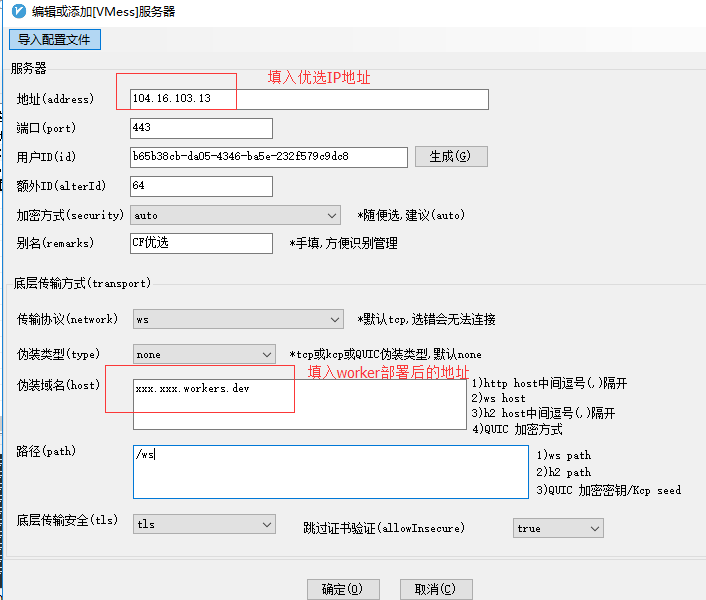 编辑或添加[VMess]服务器
导入配置文件
服务器
填入优选IP地址
地址(address) 104.16.103.13
端口(port) 443
用户ID(id) b65b38cb-da05-4346-ba5e-232f579c9dc8 生成(G)
额外ID(alterId) 64
加密方式(security) auto *随便选,建议(auto)
别名(remarks) CF优选 *手填,方便识别管理
底层传输方式(transport)
传输协议(network) ws *默认tcp,选错会无法连接
伪装类型(type) none *tcp或kcp或QUIC伪装类型,默认none
填入worker部署后的地址
伪装域名(host) xxx.xxx.workers.dev 1)http host中间逗号(,)隔开
2)ws host
3)h2 host中间逗号(,)隔开
4)QUIC 加密方式
路径(path) /ws 1)ws path
2)h2 path
3)QUIC 加密密钥/Kcp seed
底层传输安全(tls) tls 跳过证书验证(allowInsecure) true
确定(O) 取消(C)